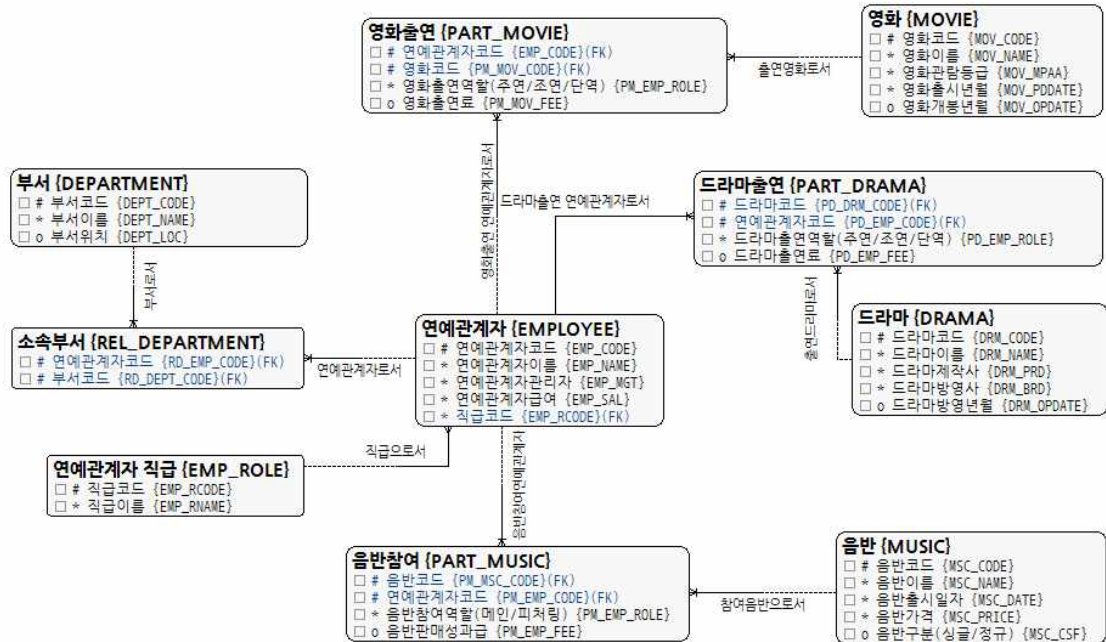 영화출연 {PART_MOVIE}
# 연예관계자코드 {EMP_CODE}(FK)
# 영화코드 {PM_MOV_CODE}(FK)
* 영화출연역할(주연/조연/단역) {PM_EMP_ROLE}
o 영화출연료 {PM_MOV_FEE}
출연영화로서
영화 {MOVIE}
# 영화코드 {MOV_CODE}
* 영화이름 {MOV_NAME}
* 영화관람등급 {MOV_MPAA}
* 영화출시년월 {MOV_PDDATE}
o 영화개봉년월 {MOV_OPDATE}
부서 {DEPARTMENT}
# 부서코드 {DEPT_CODE}
* 부서이름 {DEPT_NAME}
o 부서위치 {DEPT_LOC}
부서로서
영화출연 연예관계자로서
드라마출연 연예관계자로서
드라마출연 {PART_DRAMA}
# 드라마코드 {PD_DRM_CODE}(FK)
# 연예관계자코드 {PD_EMP_CODE}(FK)
* 드라마출연역할(주연/조연/단역) {PD_EMP_ROLE}
o 드라마출연료 {PD_EMP_FEE}
출연드라마로서
소속부서 {REL_DEPARTMENT}
# 연예관계자코드 {RD_EMP_CODE}(FK)
# 부서코드 {RD_DEPT_CODE}(FK)
연예관계자로서
연예관계자 {EMPLOYEE}
# 연예관계자코드 {EMP_CODE}
* 연예관계자이름 {EMP_NAME}
* 연예관계자관리자 {EMP_MGT}
* 연예관계자급여 {EMP_SAL}
* 직급코드 {EMP_RCODE}(FK)
드라마 {DRAMA}
# 드라마코드 {DRM_CODE}
* 드라마이름 {DRM_NAME}
* 드라마제작사 {DRM_PRD}
* 드라마방영사 {DRM_BRD}
o 드라마방영년월 {DRM_OPDATE}
직급으로서
연예관계자 직급 {EMP_ROLE}
# 직급코드 {EMP_RCODE}
* 직급이름 {EMP_RNAME}
음반참여연예관계자
음반참여 {PART_MUSIC}
# 음반코드 {PM_MSC_CODE}(FK)
# 연예관계자코드 {PM_EMP_CODE}(FK)
* 음반참여역할(메인/피처링) {PM_EMP_ROLE}
o 음반판매성과급 {PM_EMP_FEE}
참여음반으로서
음반 {MUSIC}
# 음반코드 {MSC_CODE}
* 음반이름 {MSC_NAME}
* 음반출시일자 {MSC_DATE}
* 음반가격 {MSC_PRICE}
o 음반구분(싱글/정규) {MSC_CSF}